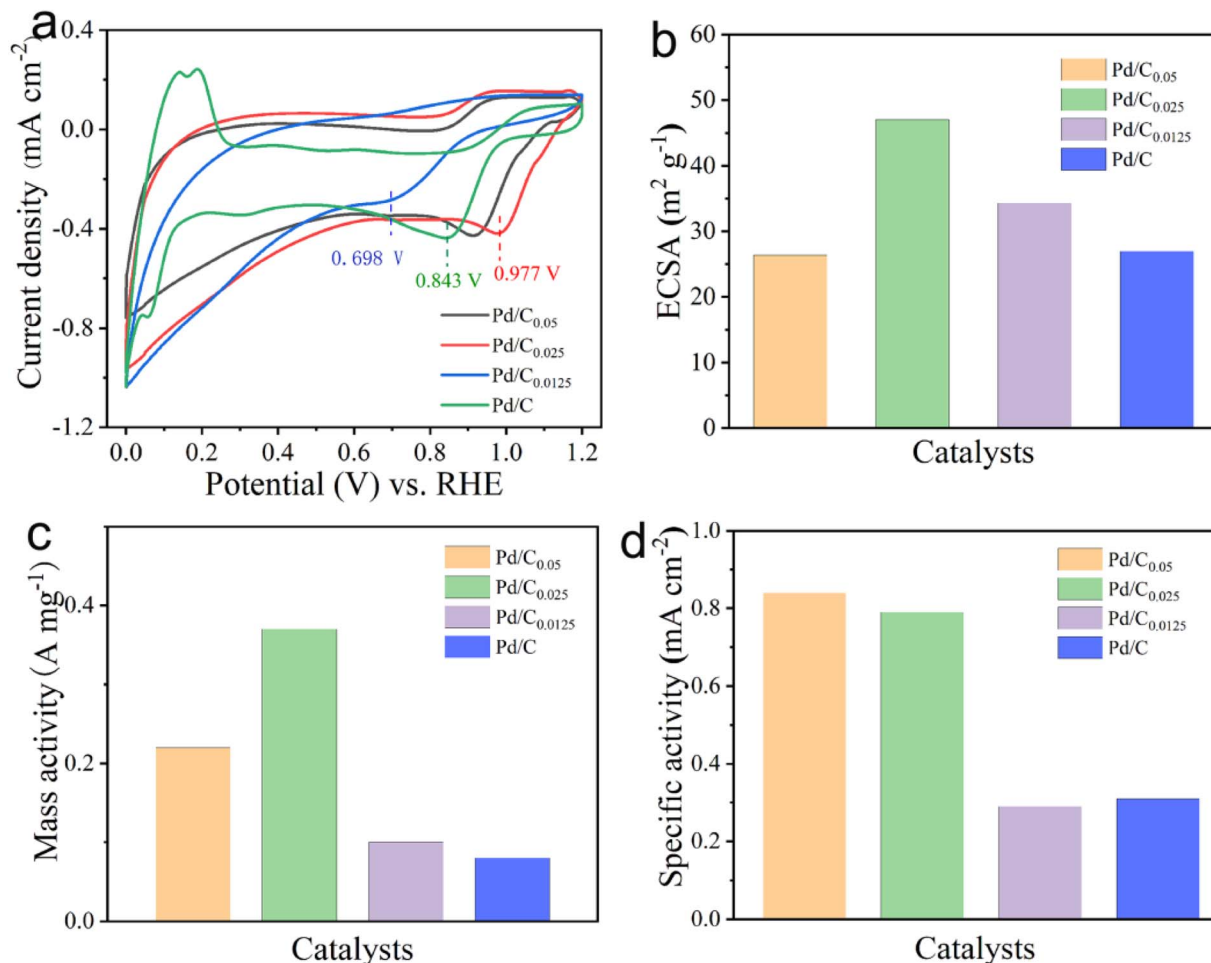 a
Current density (mA cm⁻²)
0.4
0.0
-0.4
-0.8
-1.2
0.698 V
0.843 V
0.977 V
Pd/C₀.₀₅
Pd/C₀.₀₂₅
Pd/C₀.₀₁₂₅
Pd/C
0.0 0.2 0.4 0.6 0.8 1.0 1.2
Potential (V) vs. RHE
b
ECSA (m² g⁻¹)
60
50
40
30
20
10
0
Pd/C₀.₀₅
Pd/C₀.₀₂₅
Pd/C₀.₀₁₂₅
Pd/C
Catalysts
c
Mass activity (A mg⁻¹)
0.4
0.2
0.0
Pd/C₀.₀₅
Pd/C₀.₀₂₅
Pd/C₀.₀₁₂₅
Pd/C
Catalysts
d
Specific activity (mA cm⁻²)
1.0
0.8
0.6
0.4
0.2
0.0
Pd/C₀.₀₅
Pd/C₀.₀₂₅
Pd/C₀.₀₁₂₅
Pd/C
Catalysts